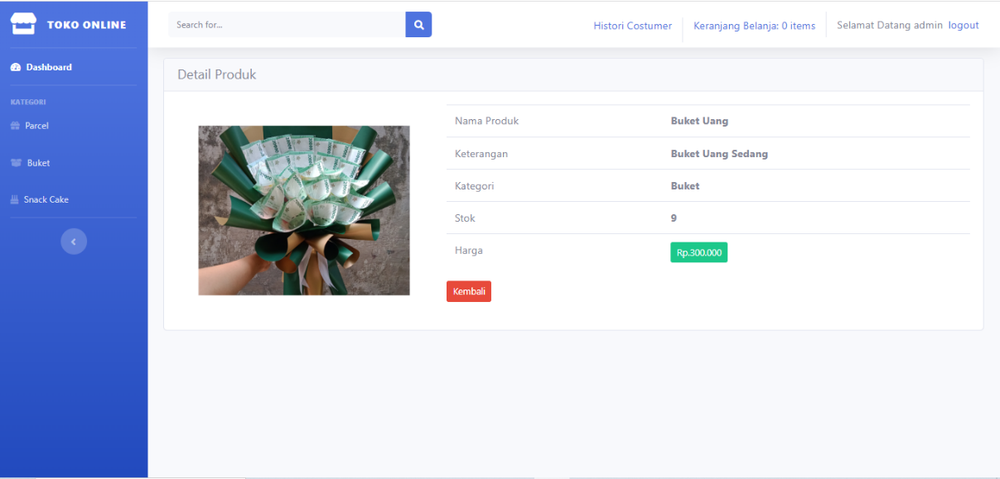 TOKO ONLINE
Search for...
Histori Costumer
Keranjang Belanja: 0 items
Selamat Datang admin logout
Dashboard
KATEGORI
Parcel
Buket
Snack Cake
Detail Produk
Nama Produk Buket Uang
Keterangan Buket Uang Sedang
Kategori Buket
Stok 9
Harga Rp.300.000
Kembali